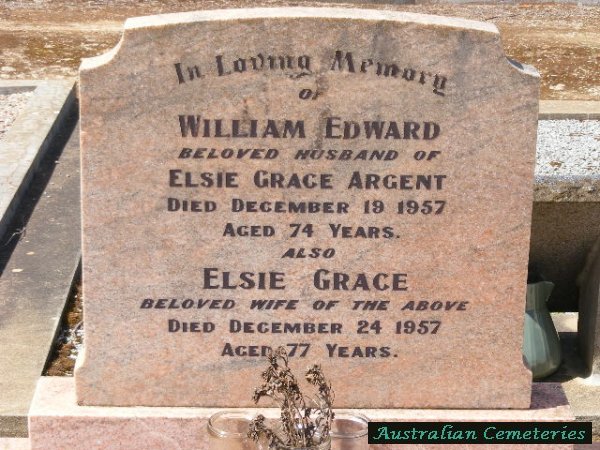 In Loving Memory
OF
WILLIAM EDWARD
BELOVED HUSBAND OF
ELSIE GRACE ARGENT
DIED DECEMBER 19 1957
AGED 74 YEARS.
ALSO
ELSIE GRACE
BELOVED WIFE OF THE ABOVE
DIED DECEMBER 24 1957
AGED 77 YEARS.
Australian Cemeteries